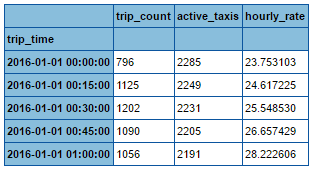 trip_count active_taxis hourly_rate
trip_time
2016-01-01 00:00:00 796 2285 23.753103
2016-01-01 00:15:00 1125 2249 24.617225
2016-01-01 00:30:00 1202 2231 25.548530
2016-01-01 00:45:00 1090 2205 26.657429
2016-01-01 01:00:00 1056 2191 28.222606